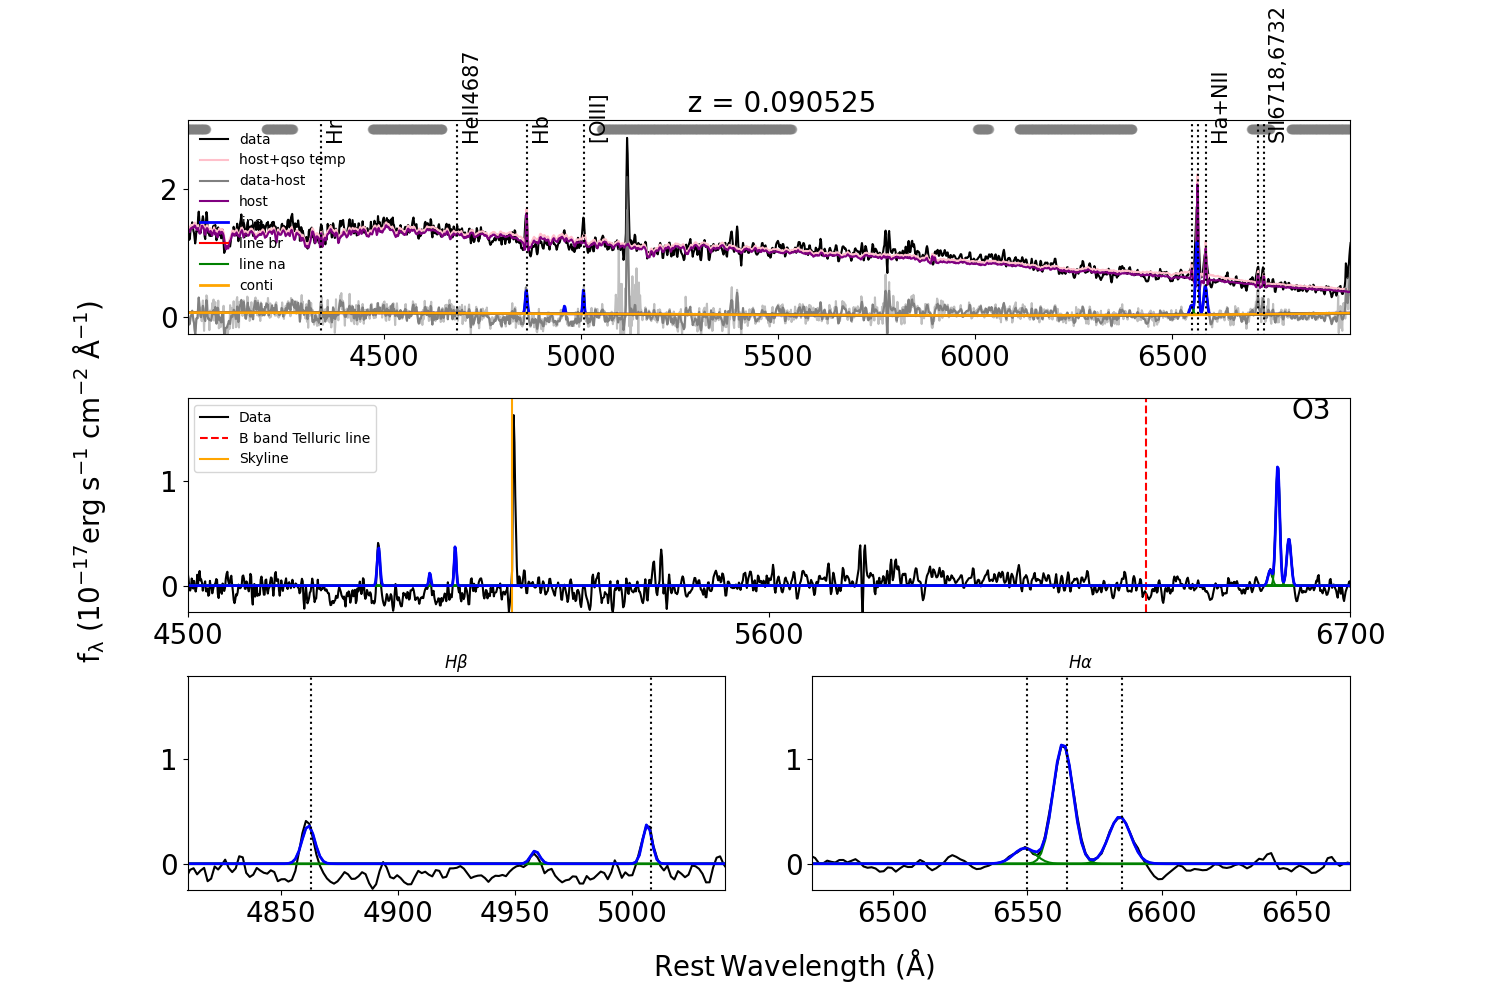 z = 0.090525
Hr
HeII4687
Hb
[OIII]
Ha+NII
SII6718,6732
data
host+qso temp
data-host
host
line
line br
line na
conti
2
0
4500
5000
5500
6000
6500
fλ (10⁻¹⁷erg s⁻¹ cm⁻² Å⁻¹)
O3
Data
B band Telluric line
Skyline
1
0
4500
5600
6700
Hβ
1
0
4850
4900
4950
5000
Hα
1
0
6500
6550
6600
6650
Rest Wavelength (Å)